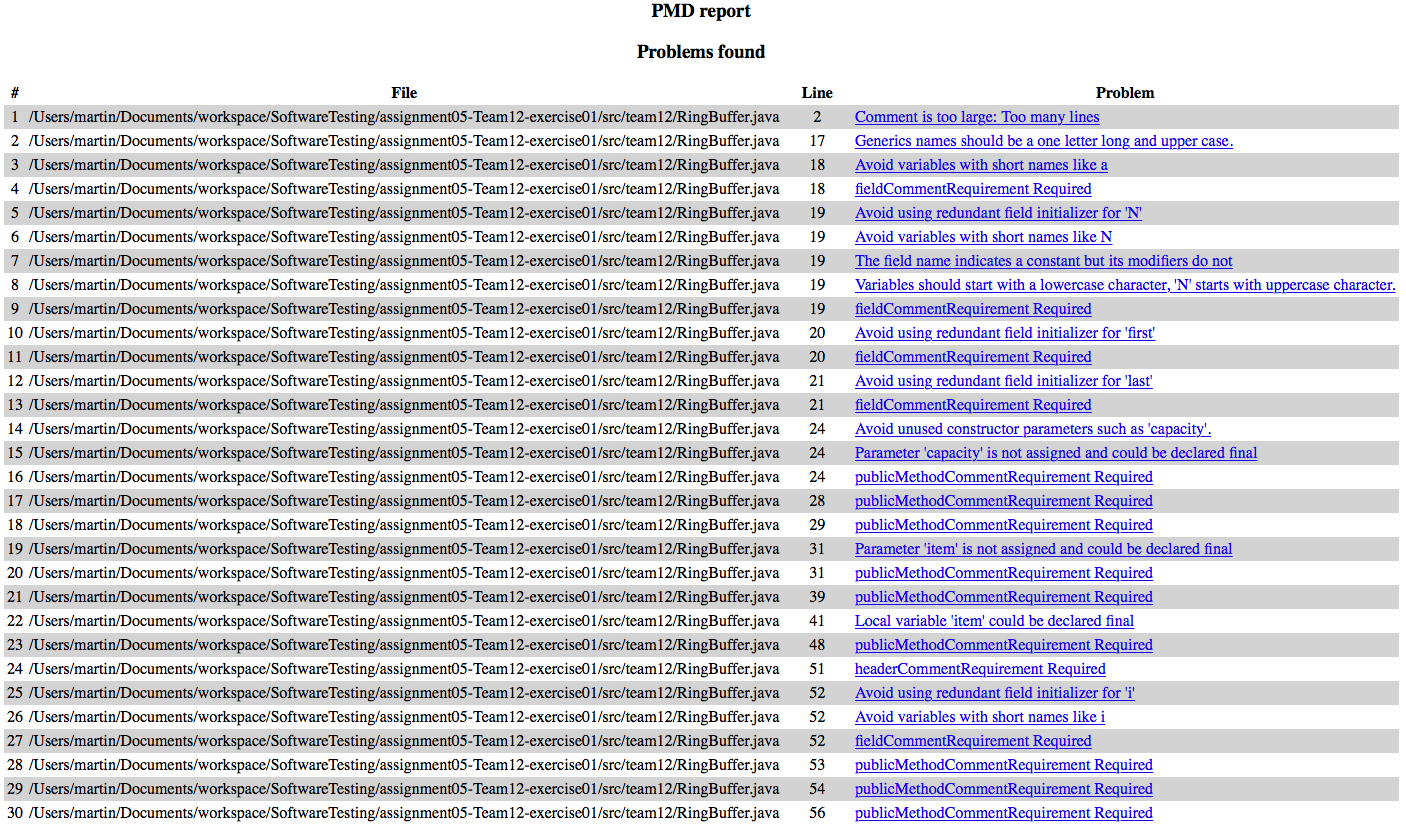 PMD report
Problems found
# File Line Problem
1 /Users/martin/Documents/workspace/SoftwareTesting/assignment05-Team12-exercise01/src/team12/RingBuffer.java 2 Comment is too large: Too many lines
2 /Users/martin/Documents/workspace/SoftwareTesting/assignment05-Team12-exercise01/src/team12/RingBuffer.java 17 Generics names should be a one letter long and upper case.
3 /Users/martin/Documents/workspace/SoftwareTesting/assignment05-Team12-exercise01/src/team12/RingBuffer.java 18 Avoid variables with short names like a
4 /Users/martin/Documents/workspace/SoftwareTesting/assignment05-Team12-exercise01/src/team12/RingBuffer.java 18 fieldCommentRequirement Required
5 /Users/martin/Documents/workspace/SoftwareTesting/assignment05-Team12-exercise01/src/team12/RingBuffer.java 19 Avoid using redundant field initializer for 'N'
6 /Users/martin/Documents/workspace/SoftwareTesting/assignment05-Team12-exercise01/src/team12/RingBuffer.java 19 Avoid variables with short names like N
7 /Users/martin/Documents/workspace/SoftwareTesting/assignment05-Team12-exercise01/src/team12/RingBuffer.java 19 The field name indicates a constant but its modifiers do not
8 /Users/martin/Documents/workspace/SoftwareTesting/assignment05-Team12-exercise01/src/team12/RingBuffer.java 19 Variables should start with a lowercase character, 'N' starts with uppercase character.
9 /Users/martin/Documents/workspace/SoftwareTesting/assignment05-Team12-exercise01/src/team12/RingBuffer.java 19 fieldCommentRequirement Required
10 /Users/martin/Documents/workspace/SoftwareTesting/assignment05-Team12-exercise01/src/team12/RingBuffer.java 20 Avoid using redundant field initializer for 'first'
11 /Users/martin/Documents/workspace/SoftwareTesting/assignment05-Team12-exercise01/src/team12/RingBuffer.java 20 fieldCommentRequirement Required
12 /Users/martin/Documents/workspace/SoftwareTesting/assignment05-Team12-exercise01/src/team12/RingBuffer.java 21 Avoid using redundant field initializer for 'last'
13 /Users/martin/Documents/workspace/SoftwareTesting/assignment05-Team12-exercise01/src/team12/RingBuffer.java 21 fieldCommentRequirement Required
14 /Users/martin/Documents/workspace/SoftwareTesting/assignment05-Team12-exercise01/src/team12/RingBuffer.java 24 Avoid unused constructor parameters such as 'capacity'.
15 /Users/martin/Documents/workspace/SoftwareTesting/assignment05-Team12-exercise01/src/team12/RingBuffer.java 24 Parameter 'capacity' is not assigned and could be declared final
16 /Users/martin/Documents/workspace/SoftwareTesting/assignment05-Team12-exercise01/src/team12/RingBuffer.java 24 publicMethodCommentRequirement Required
17 /Users/martin/Documents/workspace/SoftwareTesting/assignment05-Team12-exercise01/src/team12/RingBuffer.java 28 publicMethodCommentRequirement Required
18 /Users/martin/Documents/workspace/SoftwareTesting/assignment05-Team12-exercise01/src/team12/RingBuffer.java 29 publicMethodCommentRequirement Required
19 /Users/martin/Documents/workspace/SoftwareTesting/assignment05-Team12-exercise01/src/team12/RingBuffer.java 31 Parameter 'item' is not assigned and could be declared final
20 /Users/martin/Documents/workspace/SoftwareTesting/assignment05-Team12-exercise01/src/team12/RingBuffer.java 31 publicMethodCommentRequirement Required
21 /Users/martin/Documents/workspace/SoftwareTesting/assignment05-Team12-exercise01/src/team12/RingBuffer.java 39 publicMethodCommentRequirement Required
22 /Users/martin/Documents/workspace/SoftwareTesting/assignment05-Team12-exercise01/src/team12/RingBuffer.java 41 Local variable 'item' could be declared final
23 /Users/martin/Documents/workspace/SoftwareTesting/assignment05-Team12-exercise01/src/team12/RingBuffer.java 48 publicMethodCommentRequirement Required
24 /Users/martin/Documents/workspace/SoftwareTesting/assignment05-Team12-exercise01/src/team12/RingBuffer.java 51 headerCommentRequirement Required
25 /Users/martin/Documents/workspace/SoftwareTesting/assignment05-Team12-exercise01/src/team12/RingBuffer.java 52 Avoid using redundant field initializer for 'i'
26 /Users/martin/Documents/workspace/SoftwareTesting/assignment05-Team12-exercise01/src/team12/RingBuffer.java 52 Avoid variables with short names like i
27 /Users/martin/Documents/workspace/SoftwareTesting/assignment05-Team12-exercise01/src/team12/RingBuffer.java 52 fieldCommentRequirement Required
28 /Users/martin/Documents/workspace/SoftwareTesting/assignment05-Team12-exercise01/src/team12/RingBuffer.java 53 publicMethodCommentRequirement Required
29 /Users/martin/Documents/workspace/SoftwareTesting/assignment05-Team12-exercise01/src/team12/RingBuffer.java 54 publicMethodCommentRequirement Required
30 /Users/martin/Documents/workspace/SoftwareTesting/assignment05-Team12-exercise01/src/team12/RingBuffer.java 56 publicMethodCommentRequirement Required